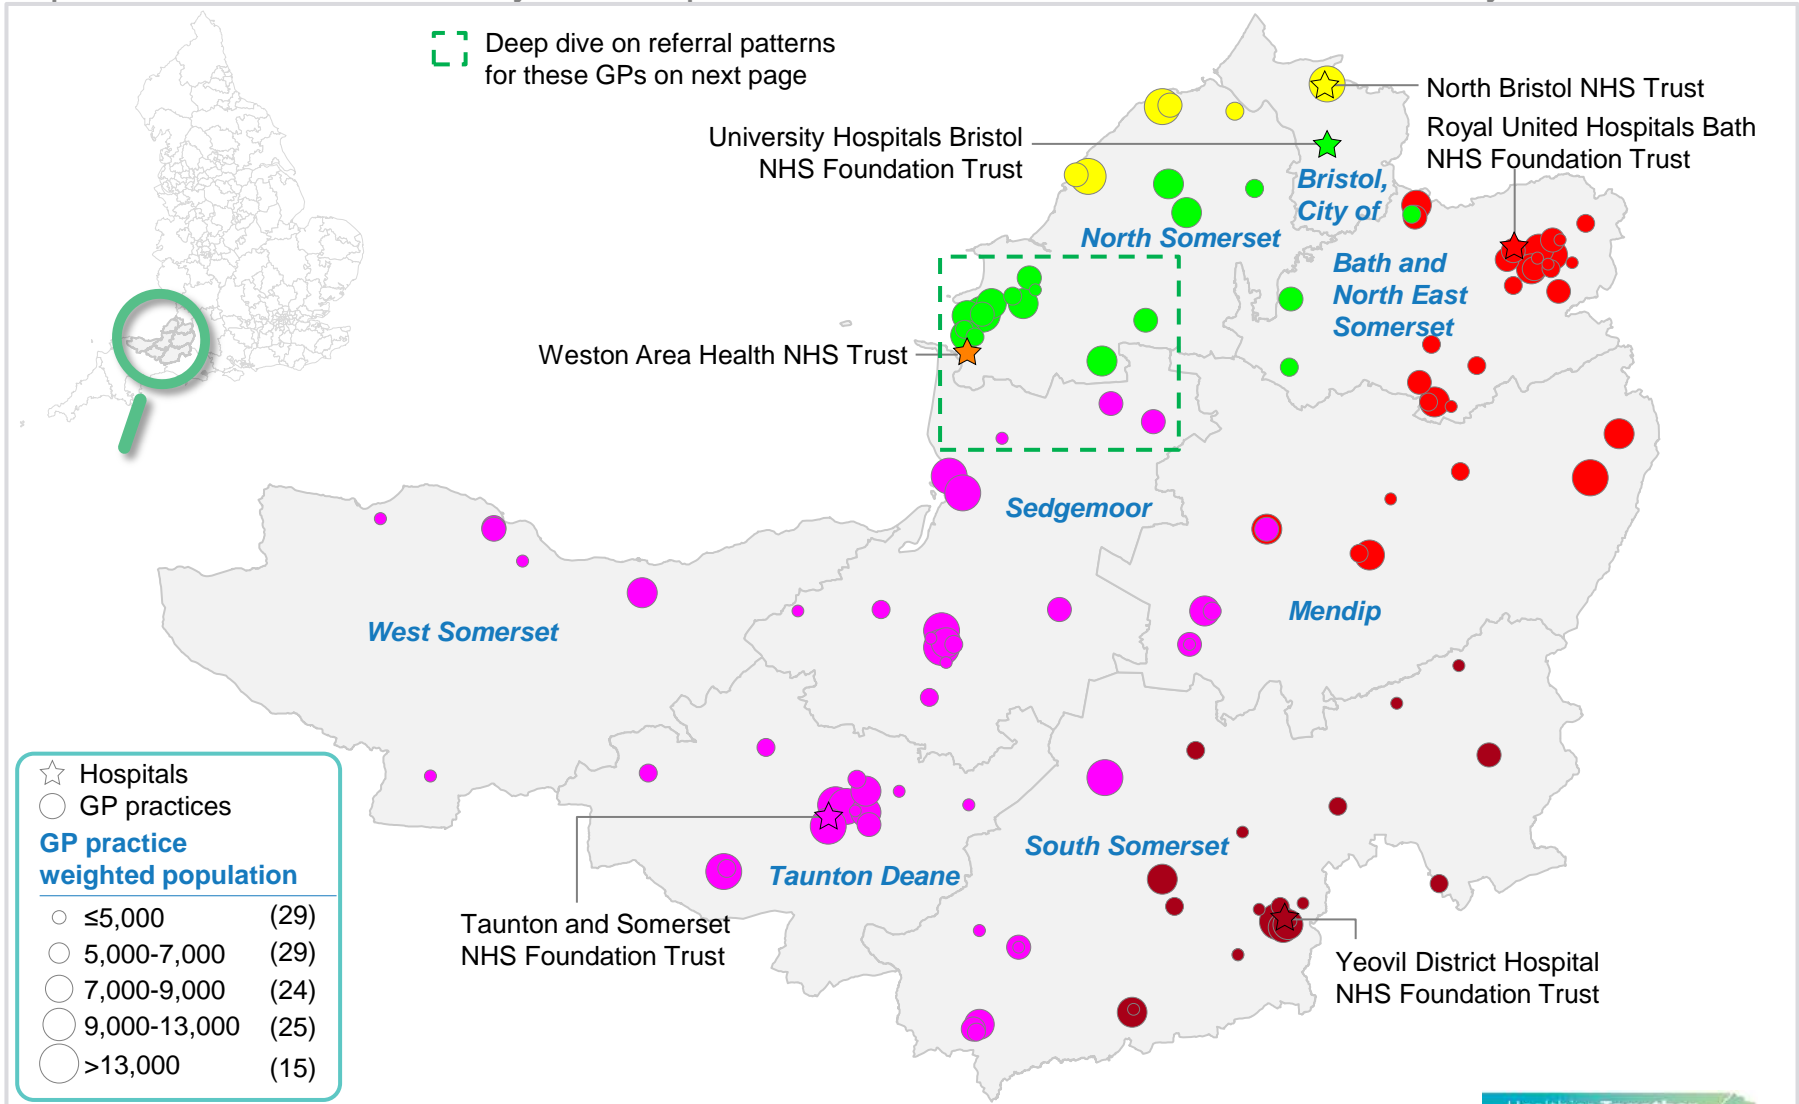 Deep dive on referral patterns
for these GPs on next page
North Bristol NHS Trust
University Hospitals Bristol
NHS Foundation Trust
Royal United Hospitals Bath
NHS Foundation Trust
Bristol,
City of
North Somerset
Bath and
North East
Somerset
Weston Area Health NHS Trust
Sedgemoor
West Somerset
Mendip
Hospitals
GP practices
GP practice
weighted population
≤5,000 (29)
5,000-7,000 (29)
7,000-9,000 (24)
9,000-13,000 (25)
>13,000 (15)
South Somerset
Taunton Deane
Taunton and Somerset
NHS Foundation Trust
Yeovil District Hospital
NHS Foundation Trust